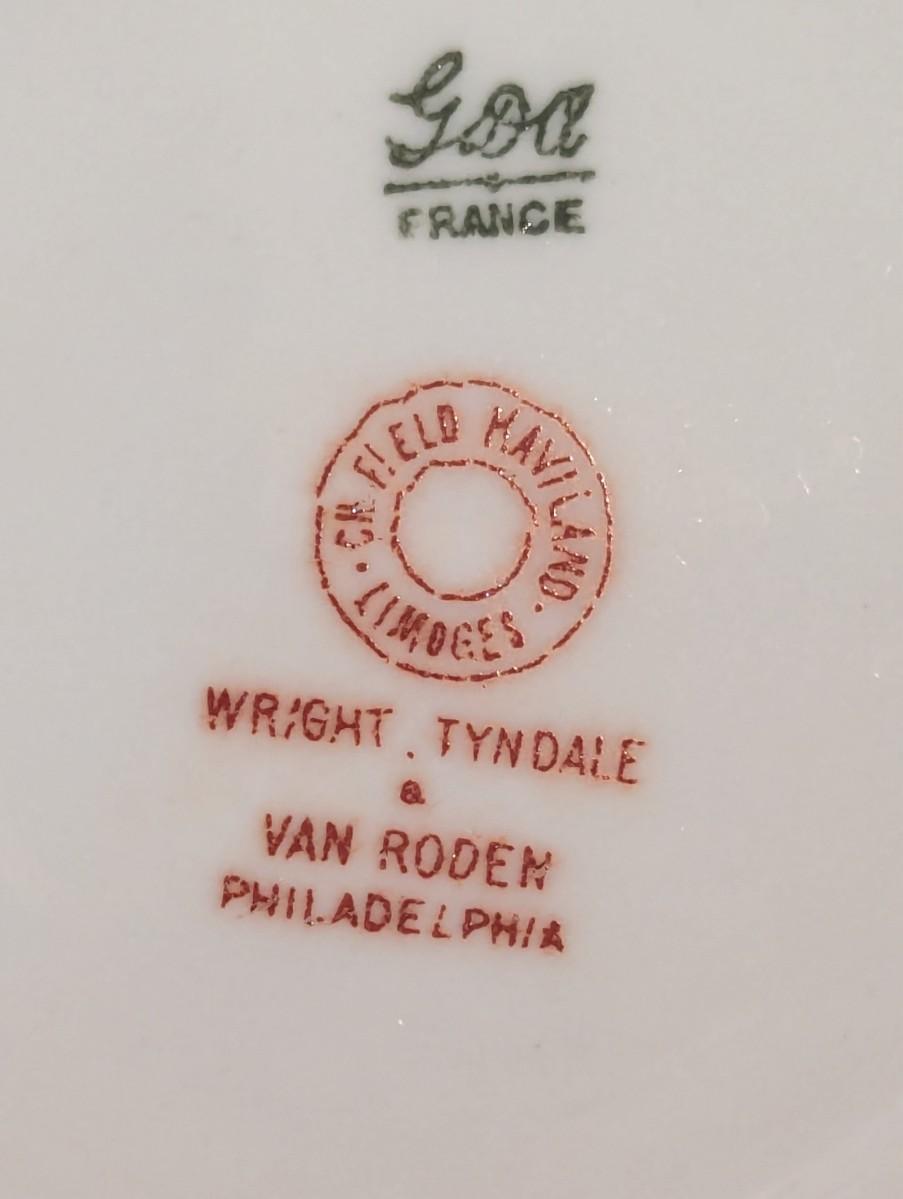 GDA
FRANCE
CH. FIELD HAVILAND
LIMOGES
WRIGHT. TYNDALE
&
VAN RODEN
PHILADELPHIA